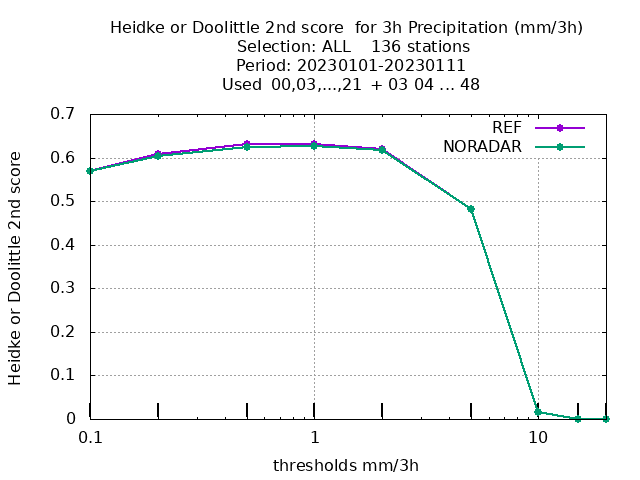 Heidke or Doolittle 2nd score  for 3h Precipitation (mm/3h)
Selection: ALL    136 stations
Period: 20230101-20230111
Used  00,03,...,21  + 03 04 ... 48
REF
NORADAR
Heidke or Doolittle 2nd score
0.7
0.6
0.5
0.4
0.3
0.2
0.1
0
0.1 1 10
thresholds mm/3h